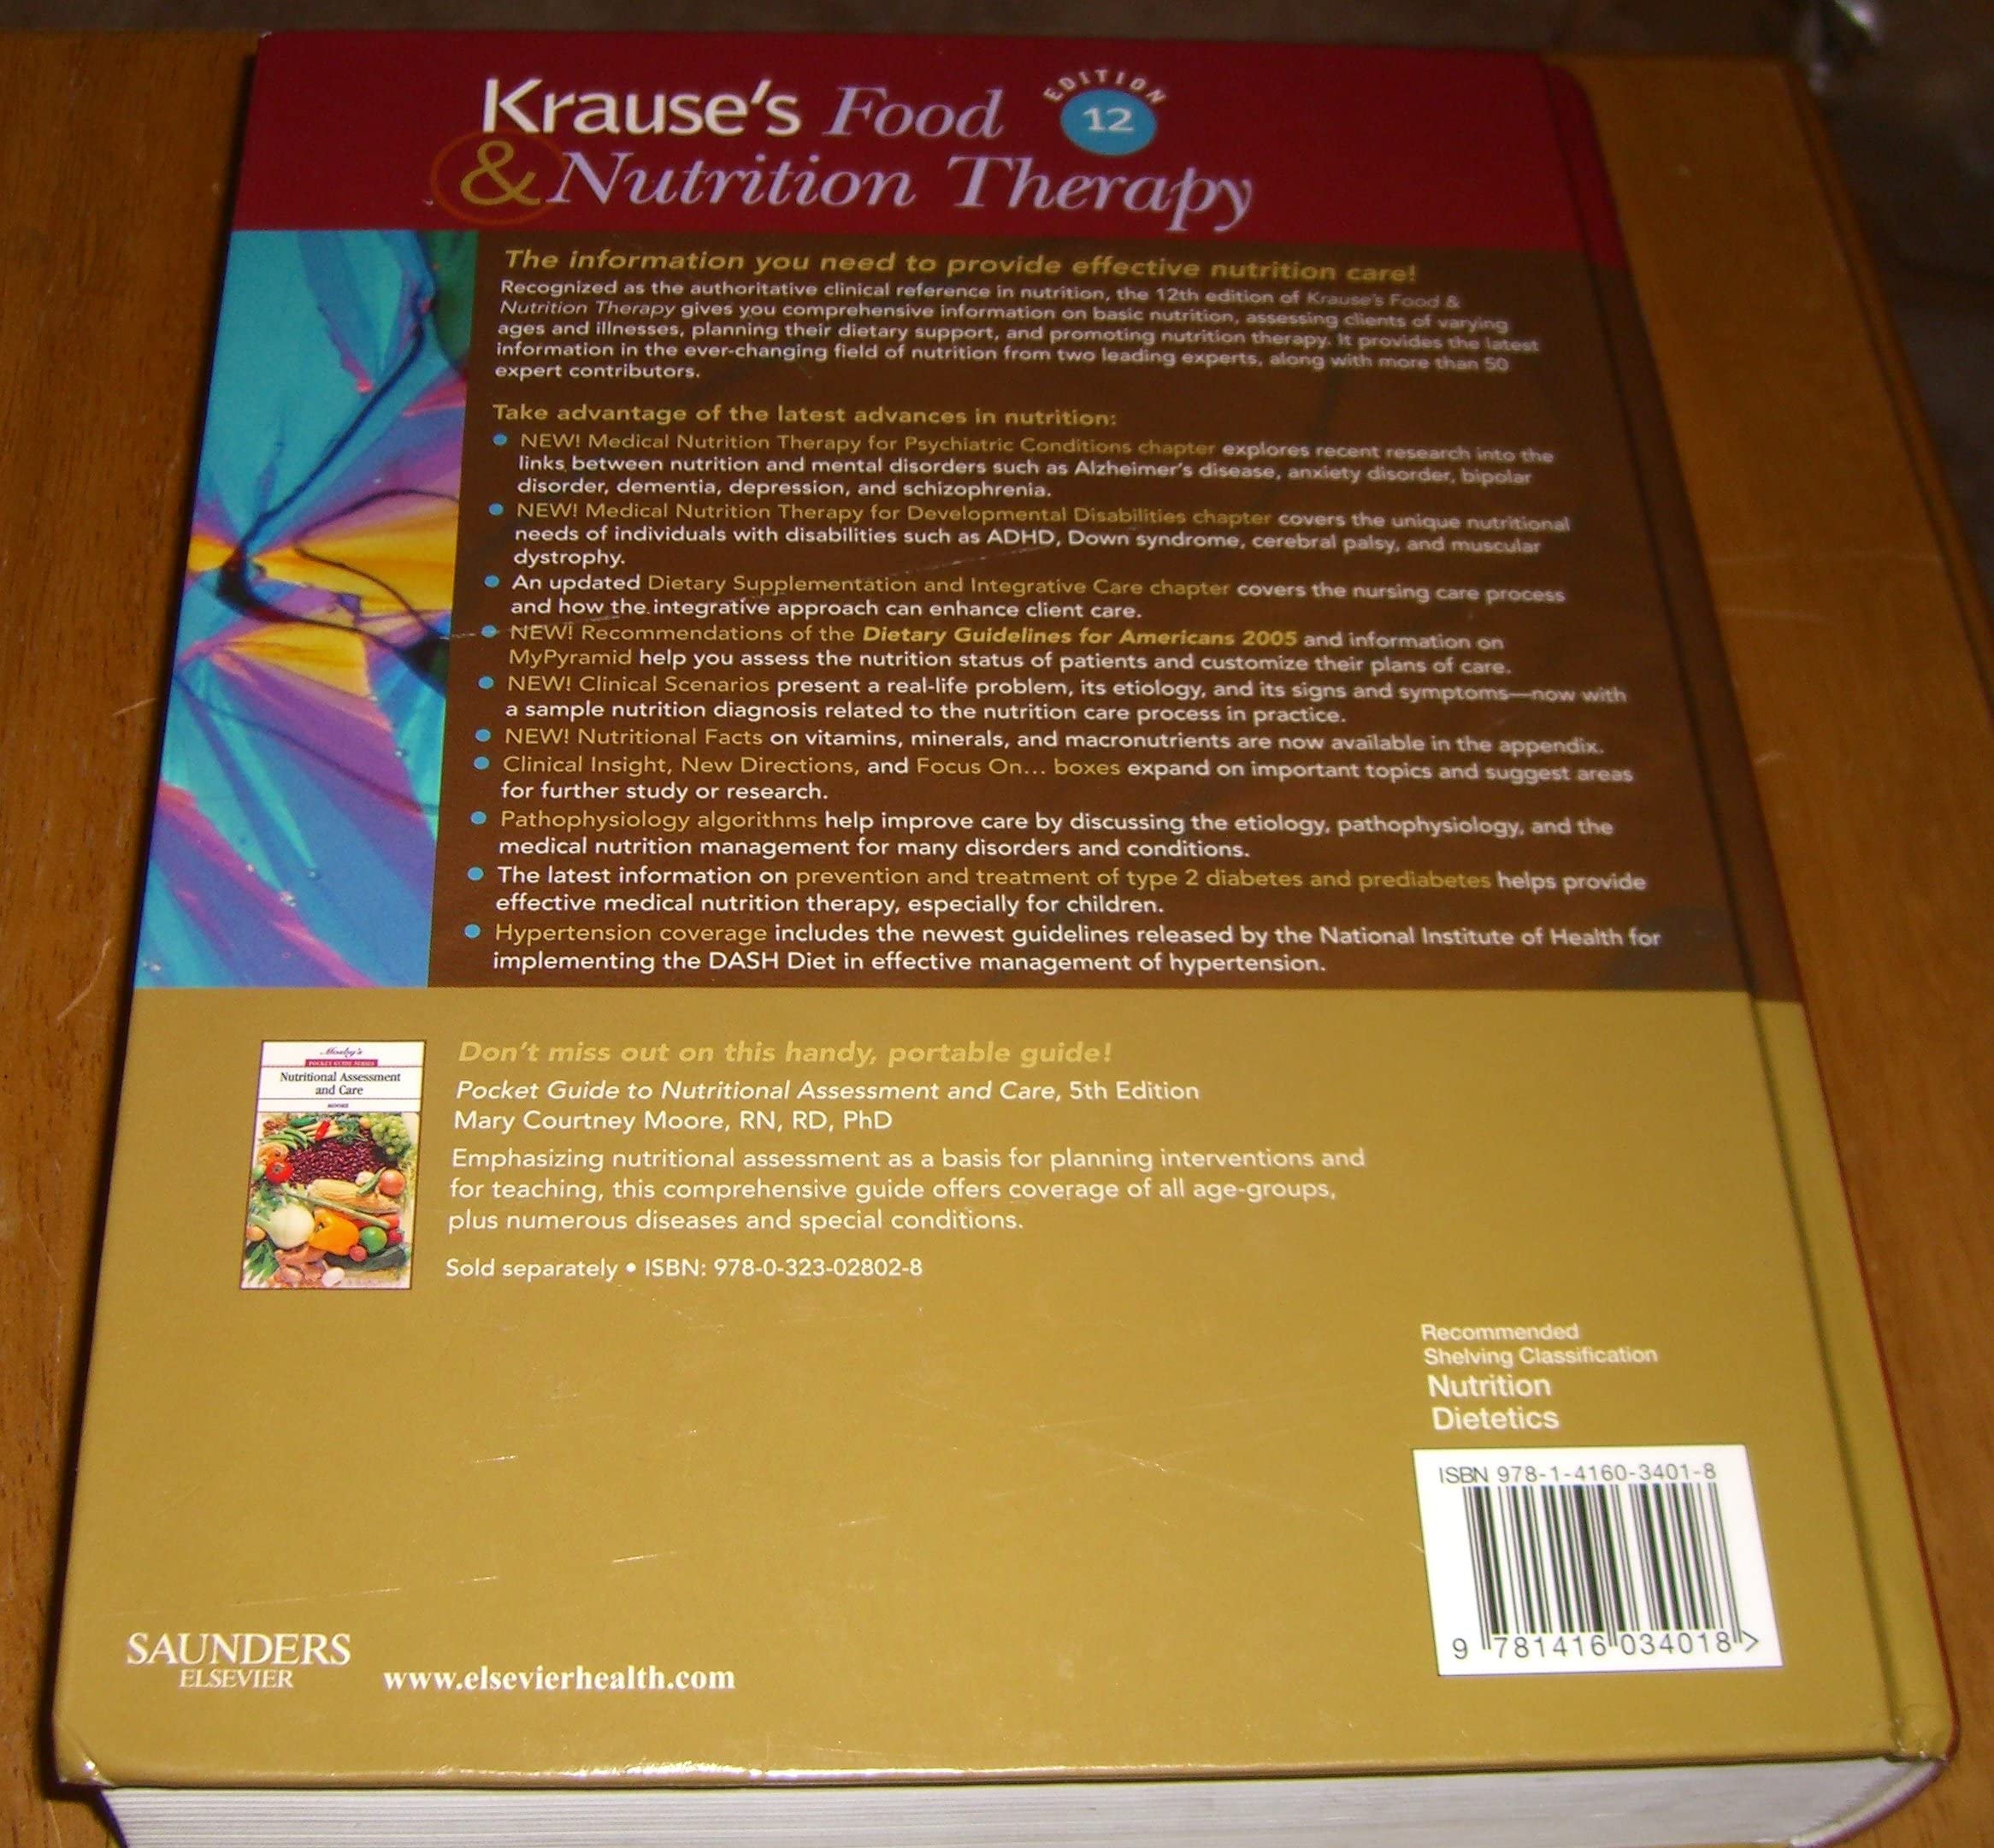 Krause's Food
EDITION
12
& Nutrition Therapy
The information you need to provide effective nutrition care!
Recognized as the authoritative clinical reference in nutrition, the 12th edition of Krause's Food &
Nutrition Therapy gives you comprehensive information on basic nutrition, assessing clients of varying
ages and illnesses, planning their dietary support, and promoting nutrition therapy. It provides the latest
information in the ever-changing field of nutrition from two leading experts, along with more than 50
expert contributors.
Take advantage of the latest advances in nutrition:
● NEW! Medical Nutrition Therapy for Psychiatric Conditions chapter explores recent research into the
links between nutrition and mental disorders such as Alzheimer's disease, anxiety disorder, bipolar
disorder, dementia, depression, and schizophrenia.
● NEW! Medical Nutrition Therapy for Developmental Disabilities chapter covers the unique nutritional
needs of individuals with disabilities such as ADHD, Down syndrome, cerebral palsy, and muscular
dystrophy.
● An updated Dietary Supplementation and Integrative Care chapter covers the nursing care process
and how the integrative approach can enhance client care.
● NEW! Recommendations of the Dietary Guidelines for Americans 2005 and information on
MyPyramid help you assess the nutrition status of patients and customize their plans of care.
● NEW! Clinical Scenarios present a real-life problem, its etiology, and its signs and symptoms—now with
a sample nutrition diagnosis related to the nutrition care process in practice.
● NEW! Nutritional Facts on vitamins, minerals, and macronutrients are now available in the appendix.
● Clinical Insight, New Directions, and Focus On... boxes expand on important topics and suggest areas
for further study or research.
● Pathophysiology algorithms help improve care by discussing the etiology, pathophysiology, and the
medical nutrition management for many disorders and conditions.
● The latest information on prevention and treatment of type 2 diabetes and prediabetes helps provide
effective medical nutrition therapy, especially for children.
● Hypertension coverage includes the newest guidelines released by the National Institute of Health for
implementing the DASH Diet in effective management of hypertension.
Mosby's
POCKET GUIDE SERIES
Nutritional Assessment
and Care
MOORE
Don't miss out on this handy, portable guide!
Pocket Guide to Nutritional Assessment and Care, 5th Edition
Mary Courtney Moore, RN, RD, PhD
Emphasizing nutritional assessment as a basis for planning interventions and
for teaching, this comprehensive guide offers coverage of all age-groups,
plus numerous diseases and special conditions.
Sold separately • ISBN: 978-0-323-02802-8
Recommended
Shelving Classification
Nutrition
Dietetics
ISBN 978-1-4160-3401-8
9 781416 034018 >
SAUNDERS
ELSEVIER
www.elsevierhealth.com